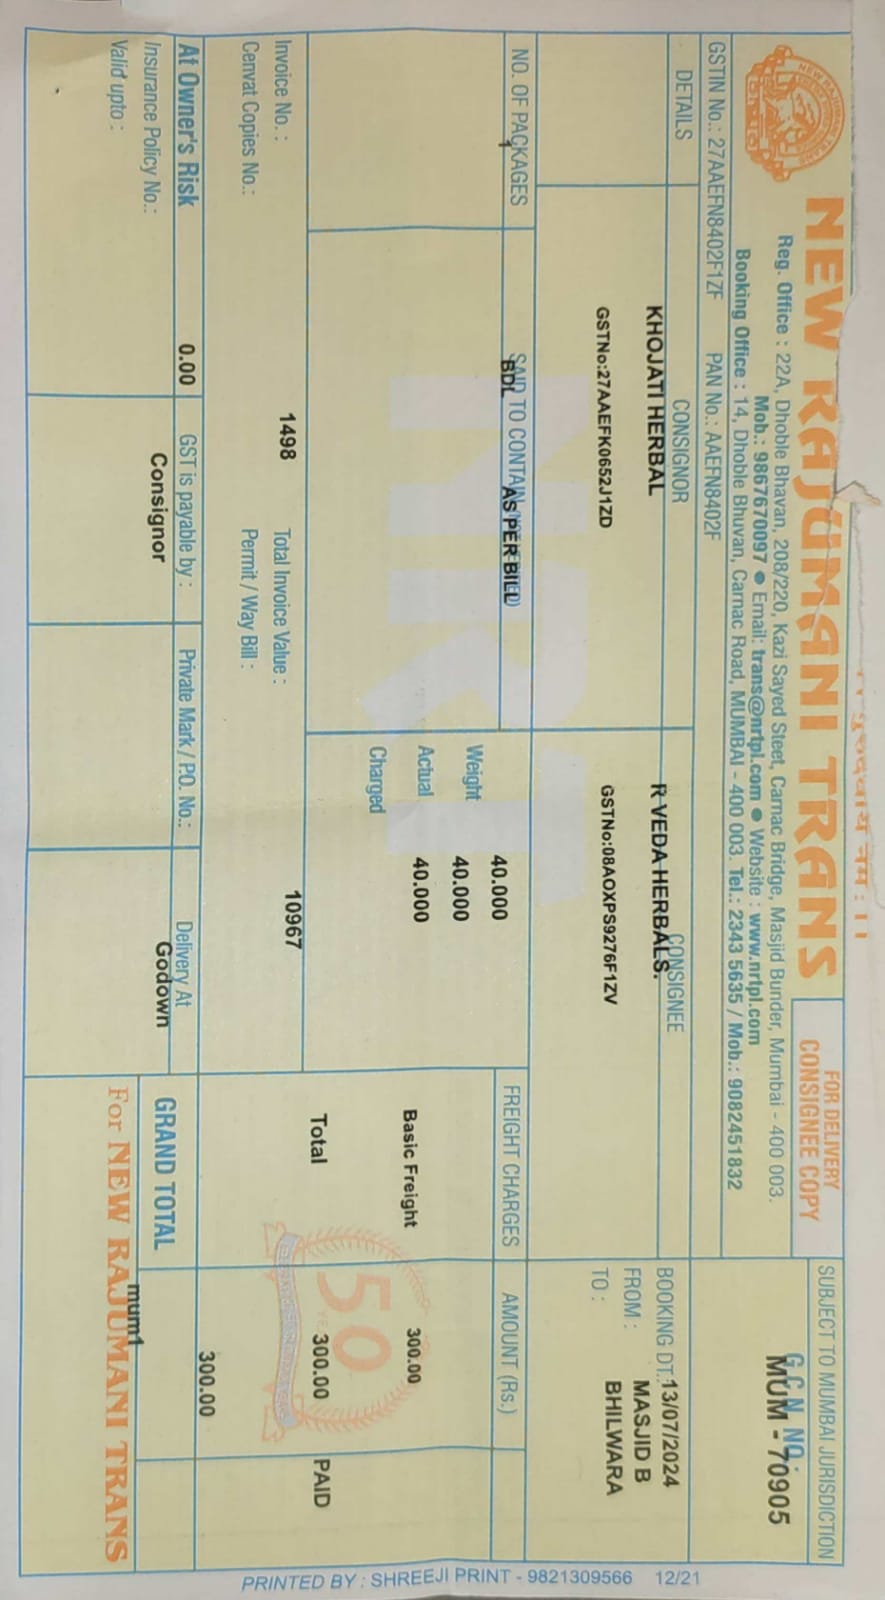 ।। श्री गुरुदेवाय नमः ।।
NEW RAJUMANI TRANS
Reg. Office : 22A, Dhoble Bhavan, 208/220, Kazi Sayed Steet, Carnac Bridge, Masjid Bunder, Mumbai - 400 003.
Mob.: 9867670097 ● Email: trans@nrtpl.com ● Website : www.nrtpl.com
Booking Office : 14, Dhoble Bhuvan, Carnac Road, MUMBAI - 400 003. Tel.: 2343 5635 / Mob.: 9082451832
FOR DELIVERY
CONSIGNEE COPY
SUBJECT TO MUMBAI JURISDICTION
G.C.N. NO.:
MUM - 70905
GSTIN No.: 27AAEFN8402F1ZF PAN No.: AAEFN8402F
DETAILS
CONSIGNOR
CONSIGNEE
KHOJATI HERBAL
GSTNo:27AAEFK0652J1ZD
R VEDA HERBALS.
GSTNo:08AOXPS9276F1ZV
BOOKING DT.:13/07/2024
FROM : MASJID B
TO : BHILWARA
NO. OF PACKAGES
1
SAID TO CONTAIN
BDL AS PER BILL
40.000
Weight 40.000
Actual 40.000
Charged
FREIGHT CHARGES
AMOUNT (Rs.)
Basic Freight 300.00
Total 300.00 PAID
NRT
50
Invoice No. : 1498 Total Invoice Value : 10967
Cenvat Copies No.: Permit / Way Bill :
300.00
At Owner's Risk 0.00
Insurance Policy No.:
Valid upto :
GST is payable by :
Consignor
Private Mark / P.O. No.:
Delivery At
Godown
GRAND TOTAL
mum1
For NEW RAJUMANI TRANS
PRINTED BY : SHREEJI PRINT - 9821309566 12/21